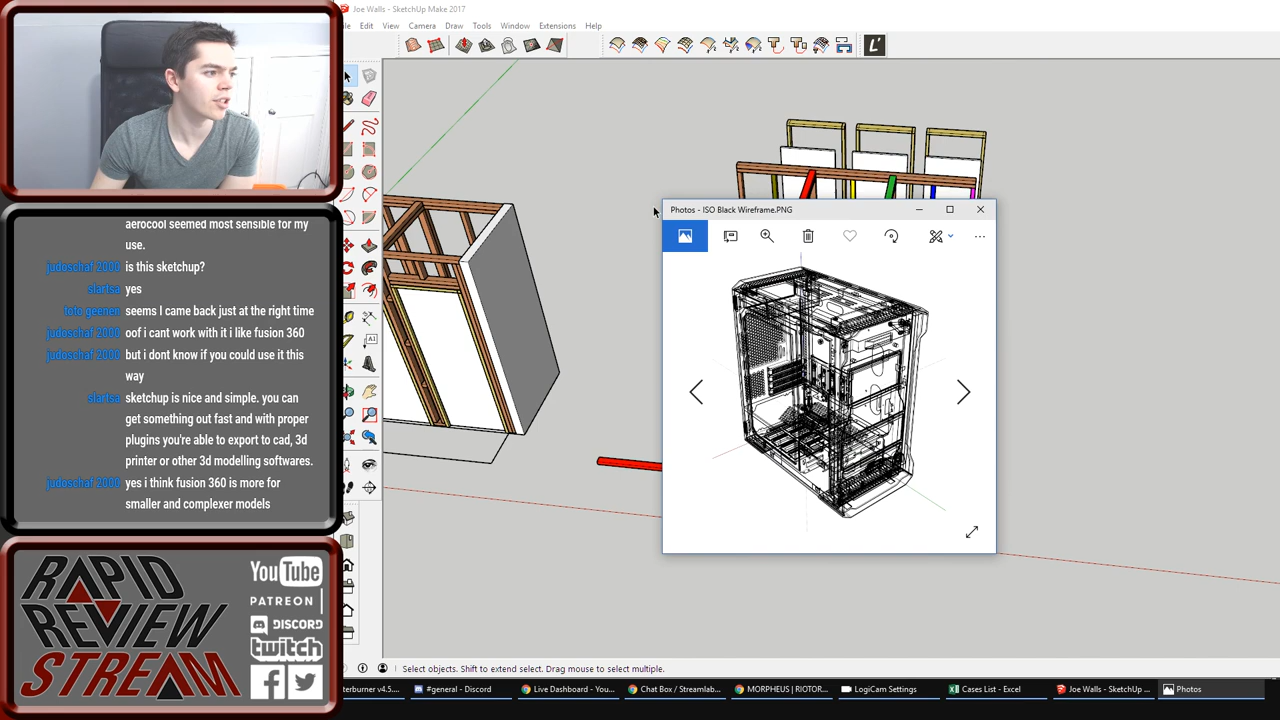 Joe Walls - SketchUp Make 2017
Edit View Camera Draw Tools Window Extensions Help
Photos - ISO Black Wireframe.PNG
aerocool seemed most sensible for my
use.
judoschaf 2000 is this sketchup?
slartsa yes
toto geenen seems I came back just at the right time
judoschaf 2000 oof i cant work with it i like fusion 360
judoschaf 2000 but i dont know if you could use it this
way
slartsa sketchup is nice and simple. you can
get something out fast and with proper
plugins you're able to export to cad, 3d
printer or other 3d modelling softwares.
judoschaf 2000 yes i think fusion 360 is more for
smaller and complexer models
RAPID
REVIEW
STREAM
YouTube
PATREON
DISCORD
twitch
Select objects. Shift to extend select. Drag mouse to select multiple.
terburner v4.5.... #general - Discord Live Dashboard - You... Chat Box / Streamlab... MORPHEUS | RIOTOR... LogiCam Settings Cases List - Excel Joe Walls - SketchUp ... Photos